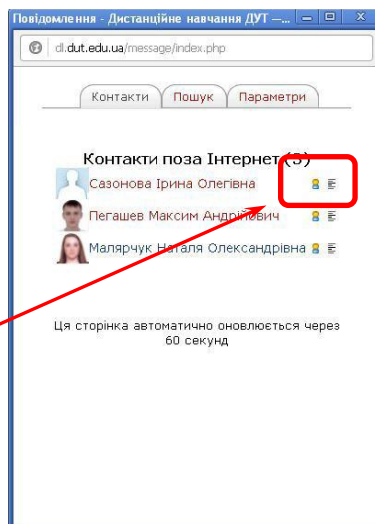 Повідомлення - Дистанційне навчання ДУТ —...
dl.dut.edu.ua/message/index.php
Контакти Пошук Параметри
Контакти поза Інтернет (3)
Сазонова Ірина Олегівна
Пегашев Максим Андрійович
Малярчук Наталя Олександрівна
Ця сторінка автоматично оновлюється через
60 секунд